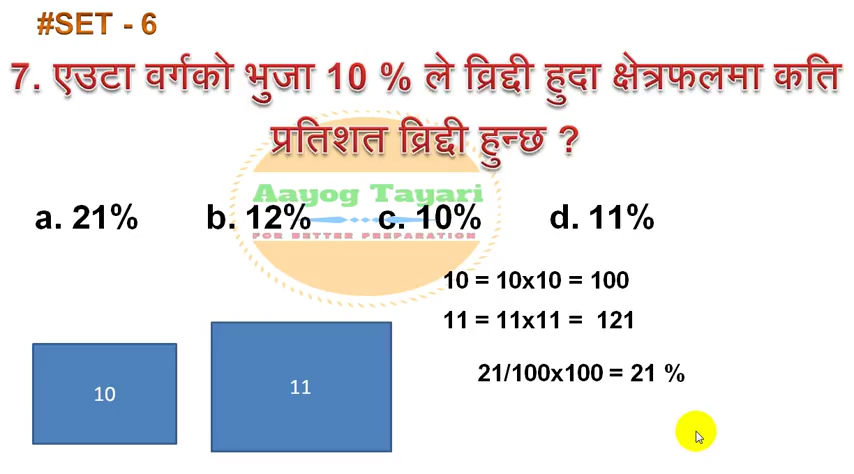 #SET - 6
7. एउटा वर्गको भुजा 10 % ले व्रिद्दी हुदा क्षेत्रफलमा कति
प्रतिशत व्रिद्दी हुन्छ ?
Aayog Tayari
FOR BETTER PREPARATION
a. 21% b. 12% c. 10% d. 11%
10 = 10x10 = 100
11 = 11x11 = 121
21/100x100 = 21 %
10
11